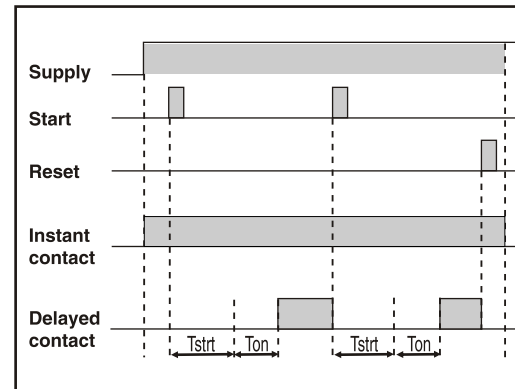 Supply
Start
Reset
Instant
contact
Delayed
contact
Tstrt Ton Tstrt Ton